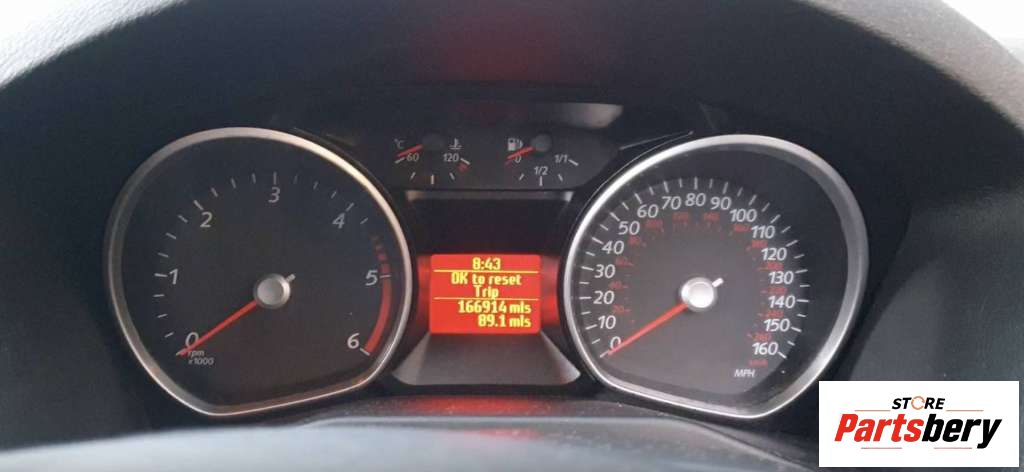 °C 60 120
0 1/2 1/1
0 1 2 3 4 5 6
rpm
x1000
8:43
OK to reset
Trip
166914 mls
89.1 mls
0 10 20 30 40 50 60 70 80 90 100 110 120 130 140 150 160
MPH
STORE
Partsbery